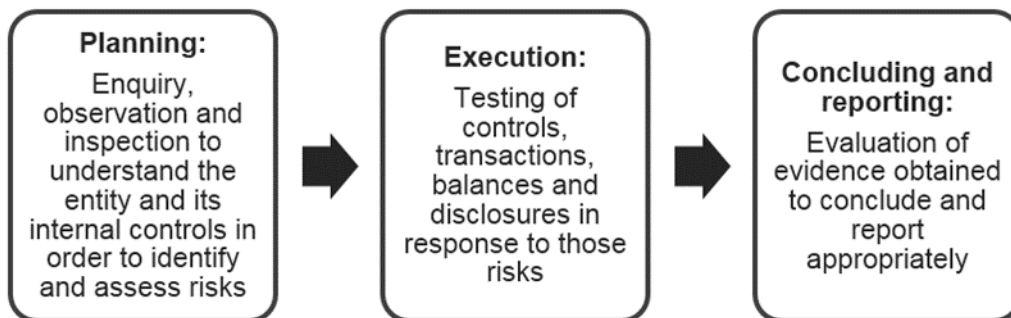 Planning:
Enquiry,
observation and
inspection to
understand the
entity and its
internal controls in
order to identify
and assess risks
Execution:
Testing of
controls,
transactions,
balances and
disclosures in
response to those
risks
Concluding and
reporting:
Evaluation of
evidence obtained
to conclude and
report
appropriately